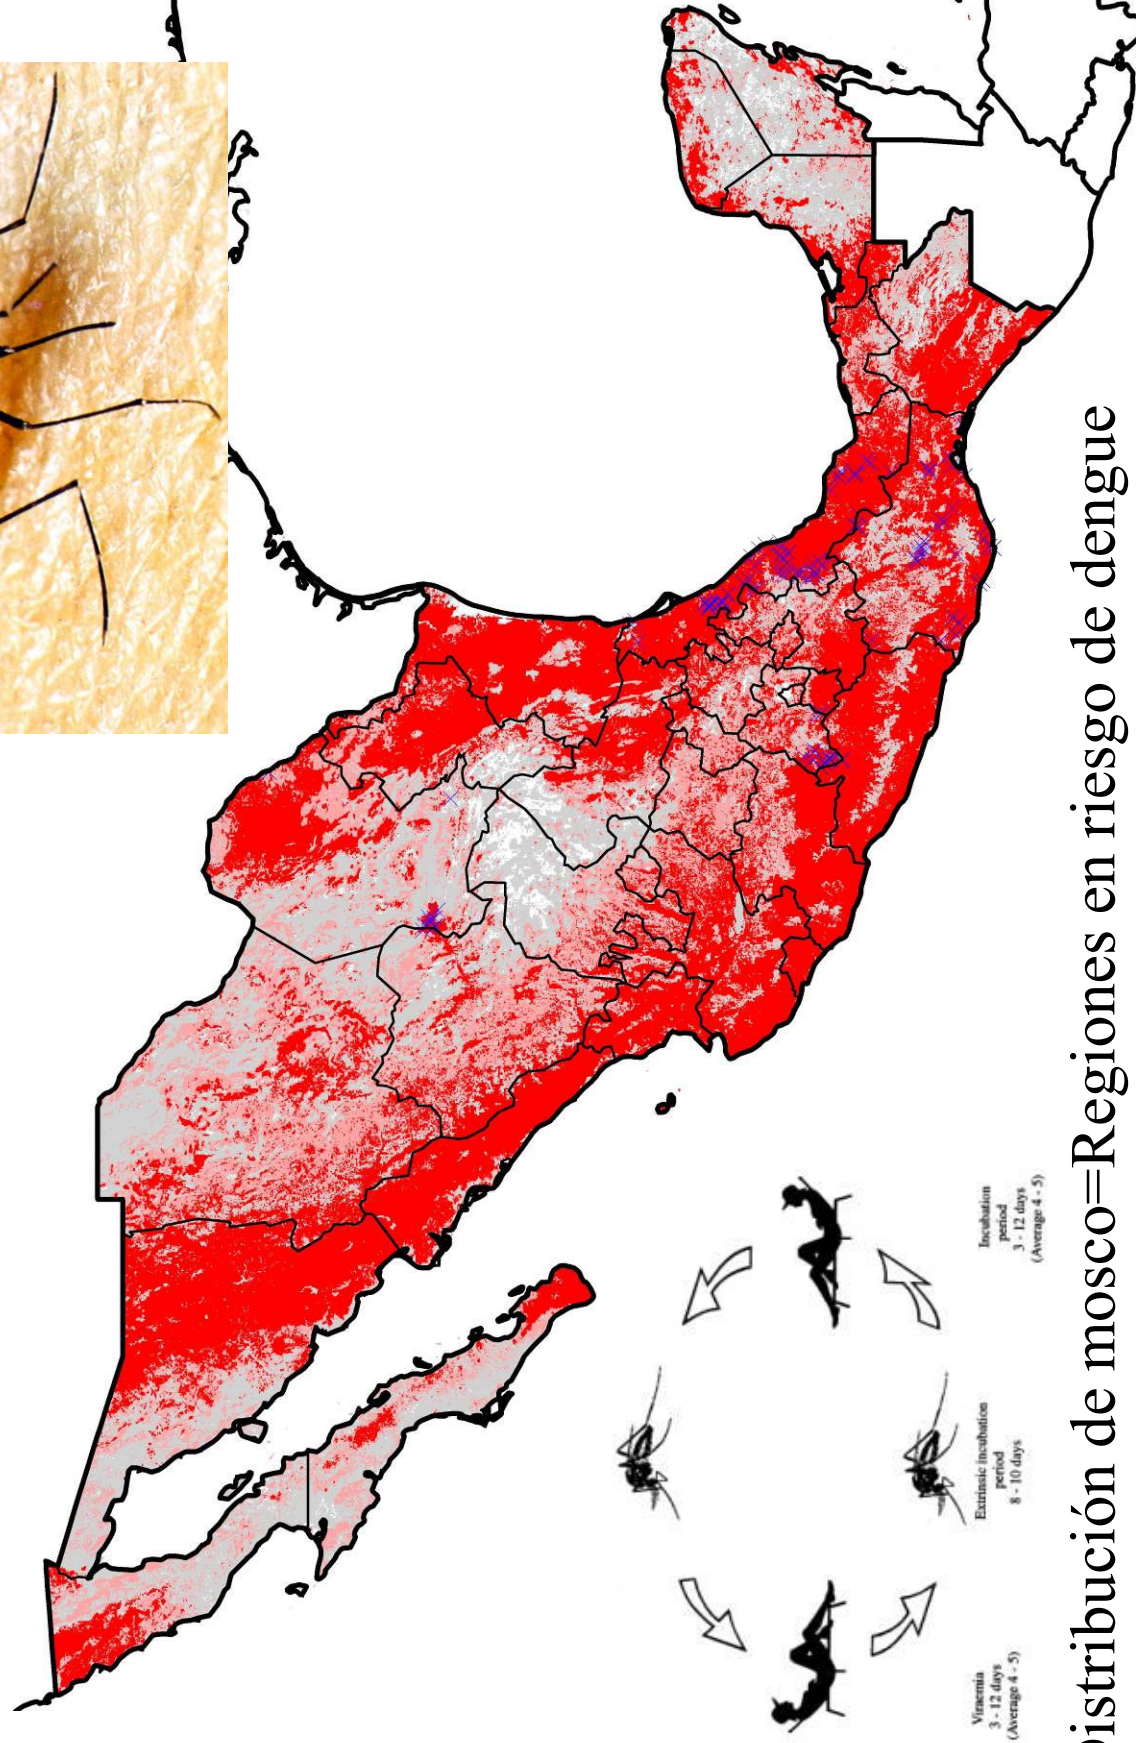 Viraemia
3 - 12 days
(Average 4 - 5)
Extrinsic incubation
period
8 - 10 days
Incubation
period
3 - 12 days
(Average 4 - 5)
de mosco=Regiones en riesgo de dengue